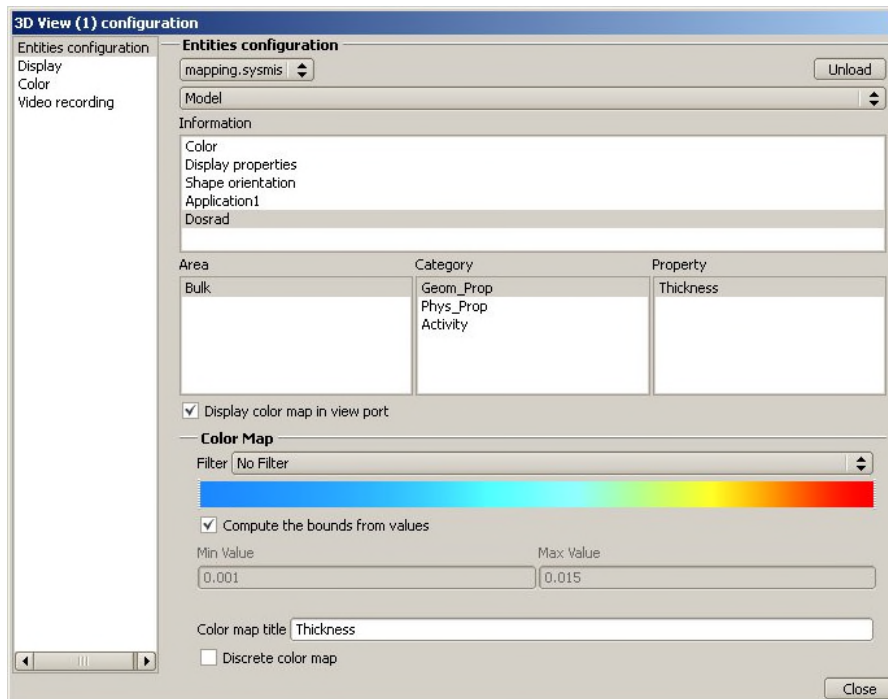 3D View (1) configuration
Entities configuration
Display
Color
Video recording
Entities configuration
mapping.sysmis
Unload
Model
Information
Color
Display properties
Shape orientation
Application1
Dosrad
Area
Category
Property
Bulk
Geom_Prop
Phys_Prop
Activity
Thickness
Display color map in view port
Color Map
Filter No Filter
Compute the bounds from values
Min Value
Max Value
0.001
0.015
Color map title Thickness
Discrete color map
Close